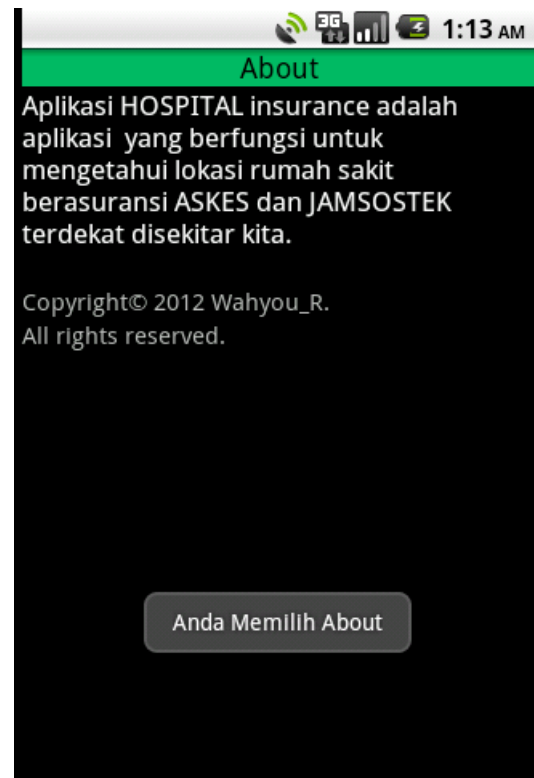 3G 1:13 AM
About
Aplikasi HOSPITAL insurance adalah
aplikasi  yang berfungsi untuk
mengetahui lokasi rumah sakit
berasuransi ASKES dan JAMSOSTEK
terdekat disekitar kita.
Copyright© 2012 Wahyou_R.
All rights reserved.
Anda Memilih About